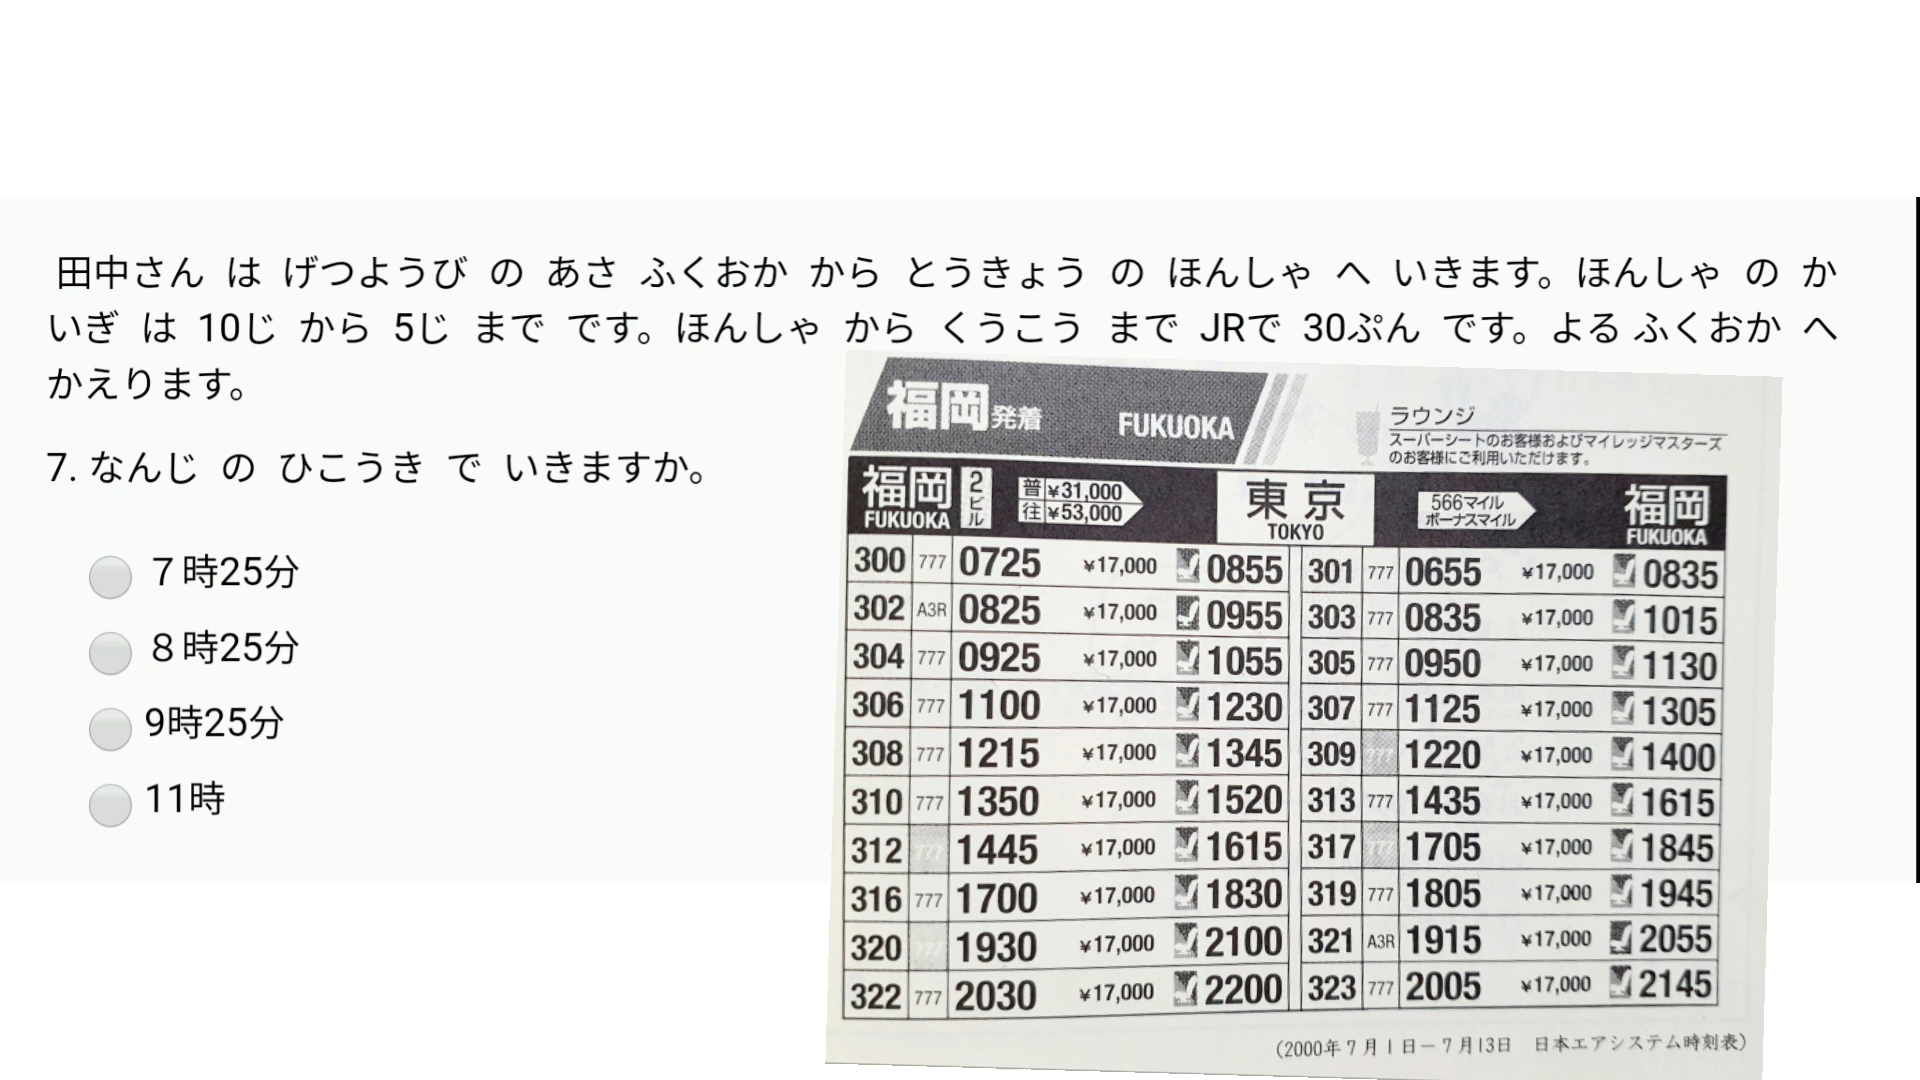 田中さん は げつようび の あさ ふくおか から とうきょう の ほんしゃ へ いきます。ほんしゃ の か
いぎ は 10じ から 5じ まで です。ほんしゃ から くうこう まで JRで 30ぷん です。よる ふくおか へ
かえります。
7. なんじ の ひこうき で いきますか。
７時25分
８時25分
9時25分
11時
福岡発着 FUKUOKA
ラウンジ
スーパーシートのお客様およびマイレッジマスターズ
のお客様にご利用いただけます。
福岡 FUKUOKA 2ビル 普 ¥31,000 往 ¥53,000 東京 TOKYO 566マイル ボーナスマイル 福岡 FUKUOKA
300 777 0725 ¥17,000 0855 301 777 0655 ¥17,000 0835
302 A3R 0825 ¥17,000 0955 303 777 0835 ¥17,000 1015
304 777 0925 ¥17,000 1055 305 777 0950 ¥17,000 1130
306 777 1100 ¥17,000 1230 307 777 1125 ¥17,000 1305
308 777 1215 ¥17,000 1345 309 777 1220 ¥17,000 1400
310 777 1350 ¥17,000 1520 313 777 1435 ¥17,000 1615
312 777 1445 ¥17,000 1615 317 777 1705 ¥17,000 1845
316 777 1700 ¥17,000 1830 319 777 1805 ¥17,000 1945
320 777 1930 ¥17,000 2100 321 A3R 1915 ¥17,000 2055
322 777 2030 ¥17,000 2200 323 777 2005 ¥17,000 2145
(2000年7月1日－7月13日 日本エアシステム時刻表)